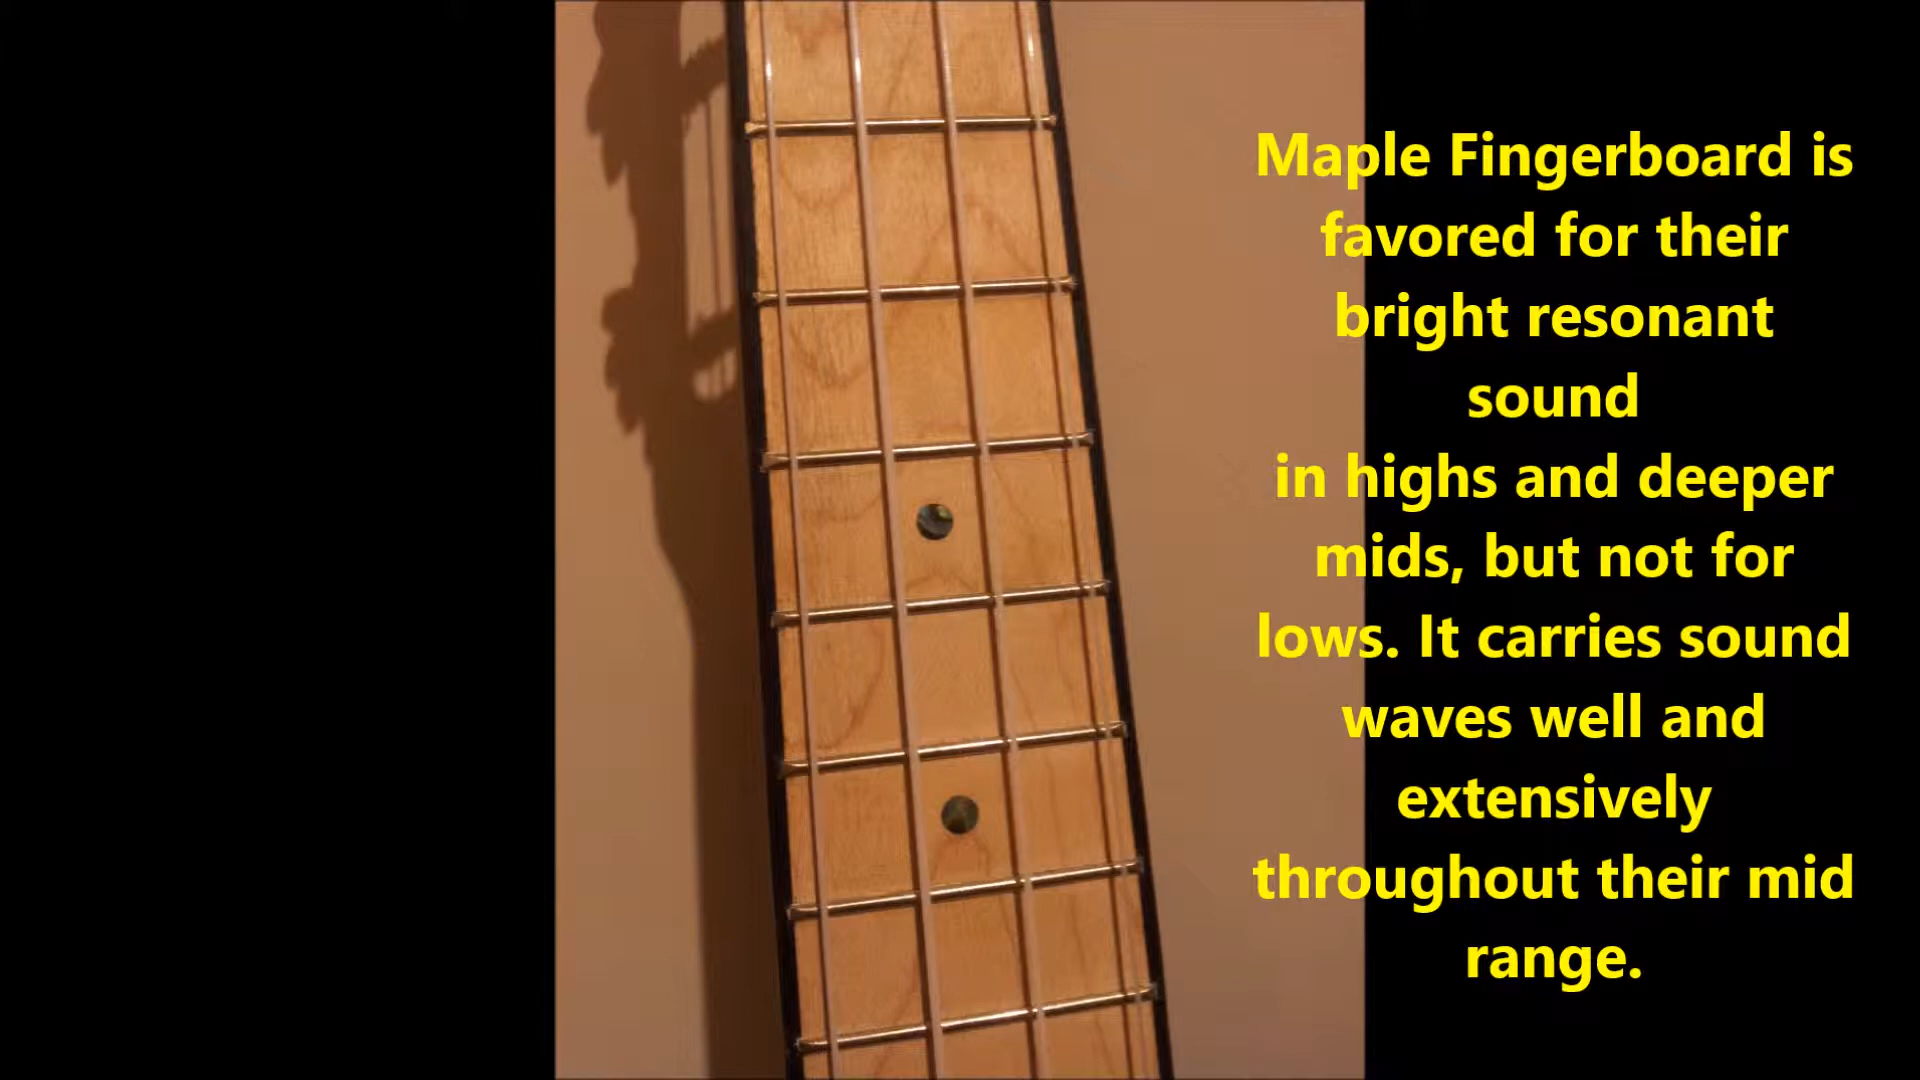 Maple Fingerboard is
favored for their
bright resonant
sound
in highs and deeper
mids, but not for
lows. It carries sound
waves well and
extensively
throughout their mid
range.